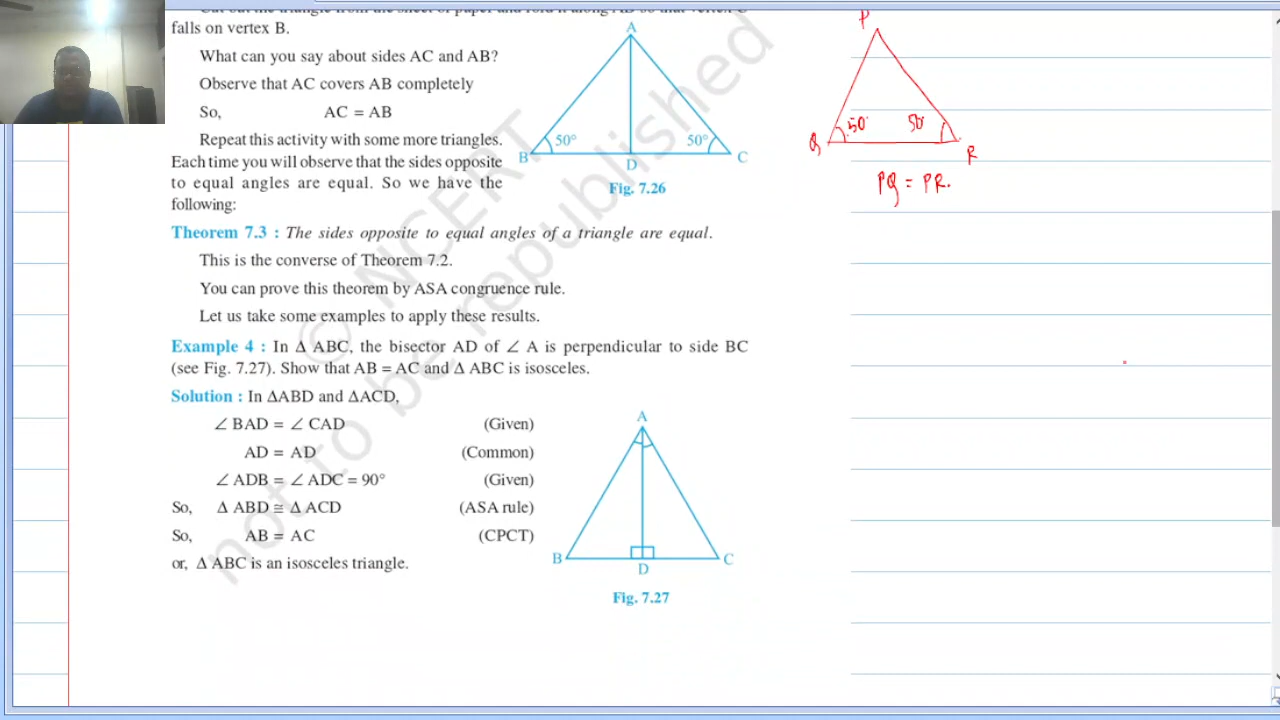 falls on vertex B.
What can you say about sides AC and AB?
Observe that AC covers AB completely
So, AC = AB
Repeat this activity with some more triangles.
Each time you will observe that the sides opposite
to equal angles are equal. So we have the
following:
A
50°
50°
B
D
C
Fig. 7.26
Theorem 7.3 : The sides opposite to equal angles of a triangle are equal.
This is the converse of Theorem 7.2.
You can prove this theorem by ASA congruence rule.
Let us take some examples to apply these results.
Example 4 : In Δ ABC, the bisector AD of ∠ A is perpendicular to side BC
(see Fig. 7.27). Show that AB = AC and Δ ABC is isosceles.
Solution : In ΔABD and ΔACD,
∠ BAD = ∠ CAD (Given)
AD = AD (Common)
∠ ADB = ∠ ADC = 90° (Given)
So, Δ ABD ≅ Δ ACD (ASA rule)
So, AB = AC (CPCT)
or, Δ ABC is an isosceles triangle.
A
B
D
C
Fig. 7.27
P
50°
50°
Q
R
PQ = PR.
© NCERT
not to be republished